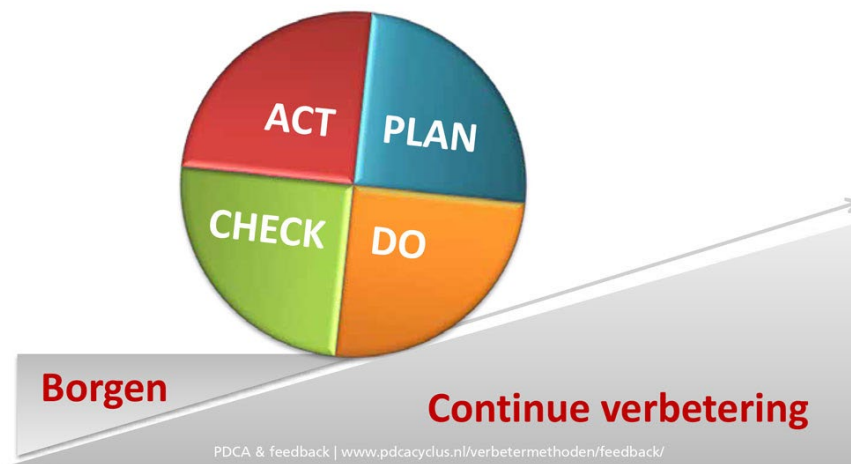 ACT
PLAN
CHECK
DO
Borgen
Continue verbetering
PDCA & feedback | www.pdcacyclus.nl/verbetermethoden/feedback/